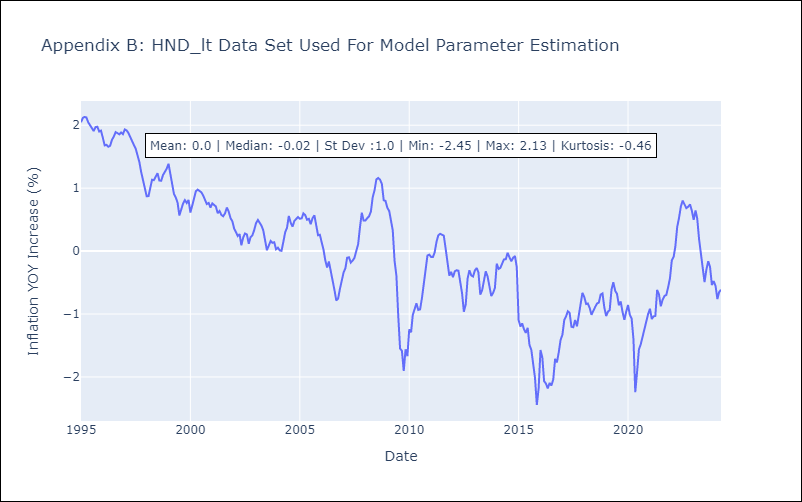 Appendix B: HND_lt Data Set Used For Model Parameter Estimation
Mean: 0.0 | Median: -0.02 | St Dev :1.0 | Min: -2.45 | Max: 2.13 | Kurtosis: -0.46
Inflation YOY Increase (%)
2
1
0
−1
−2
1995
2000
2005
2010
2015
2020
Date